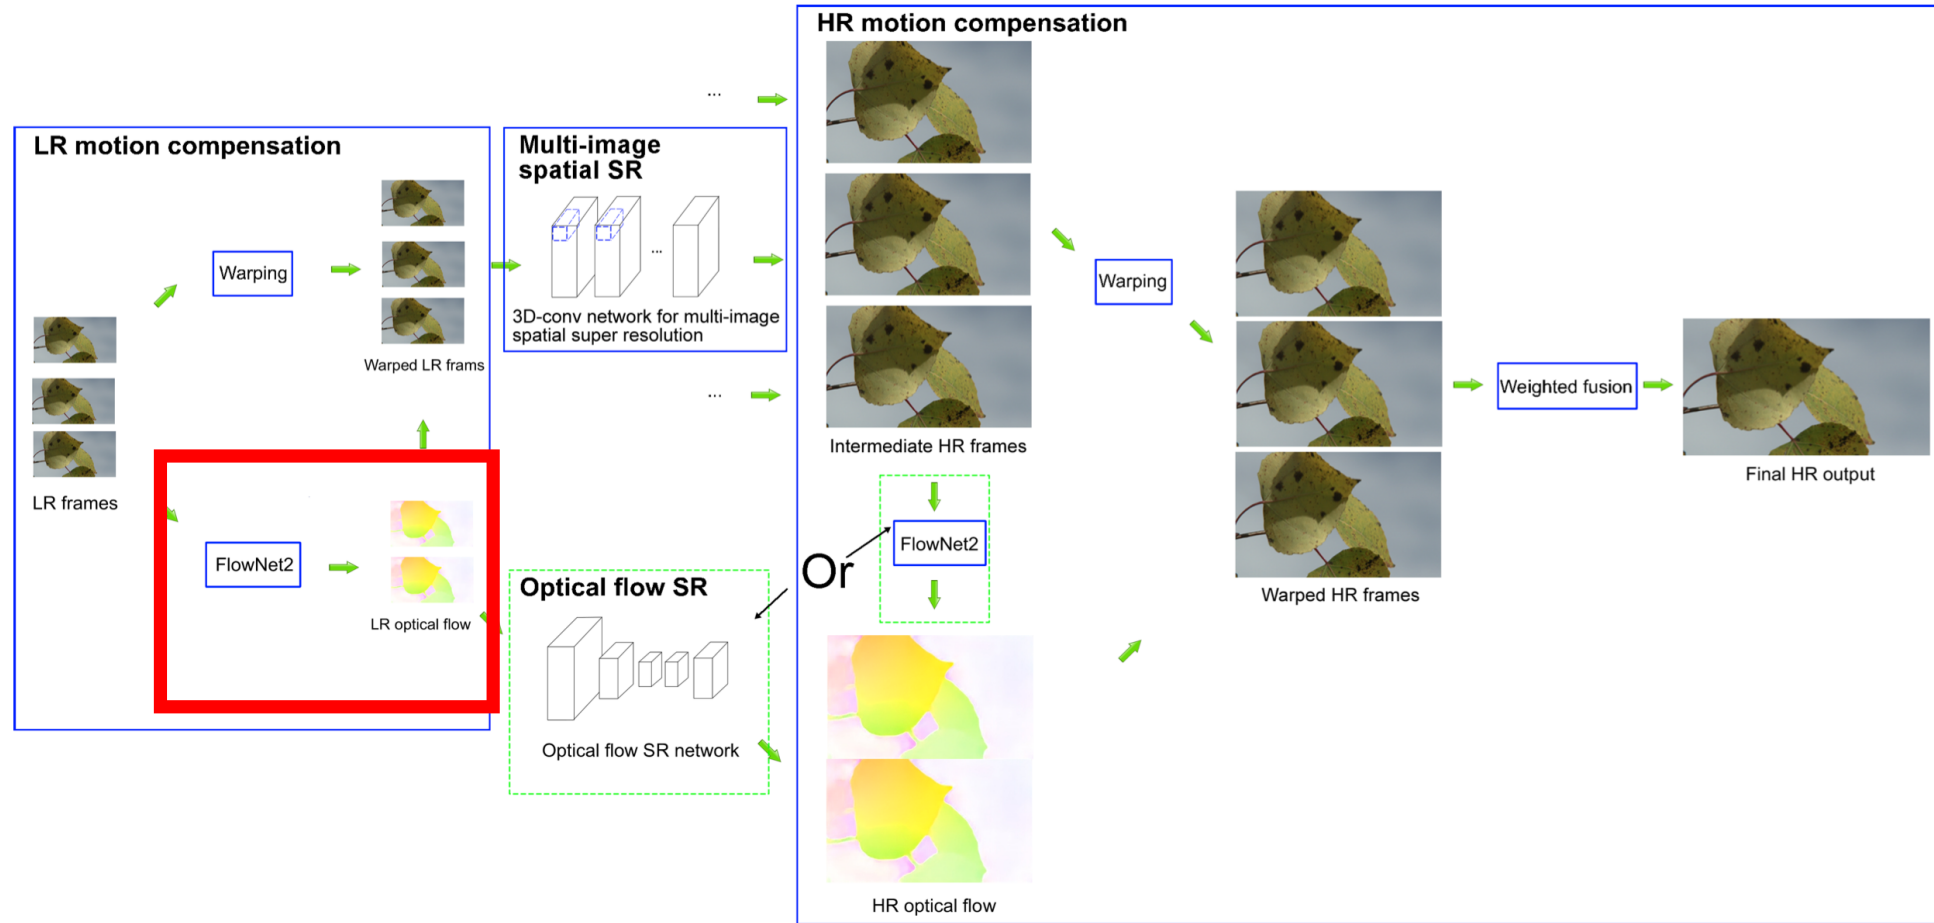 HR motion compensation
...
LR motion compensation
Multi-image
spatial SR
Warping
...
3D-conv network for multi-image
spatial super resolution
Warping
Warped LR frams
...
Weighted fusion
Intermediate HR frames
Final HR output
LR frames
FlowNet2
FlowNet2
Or
Optical flow SR
Warped HR frames
LR optical flow
Optical flow SR network
HR optical flow